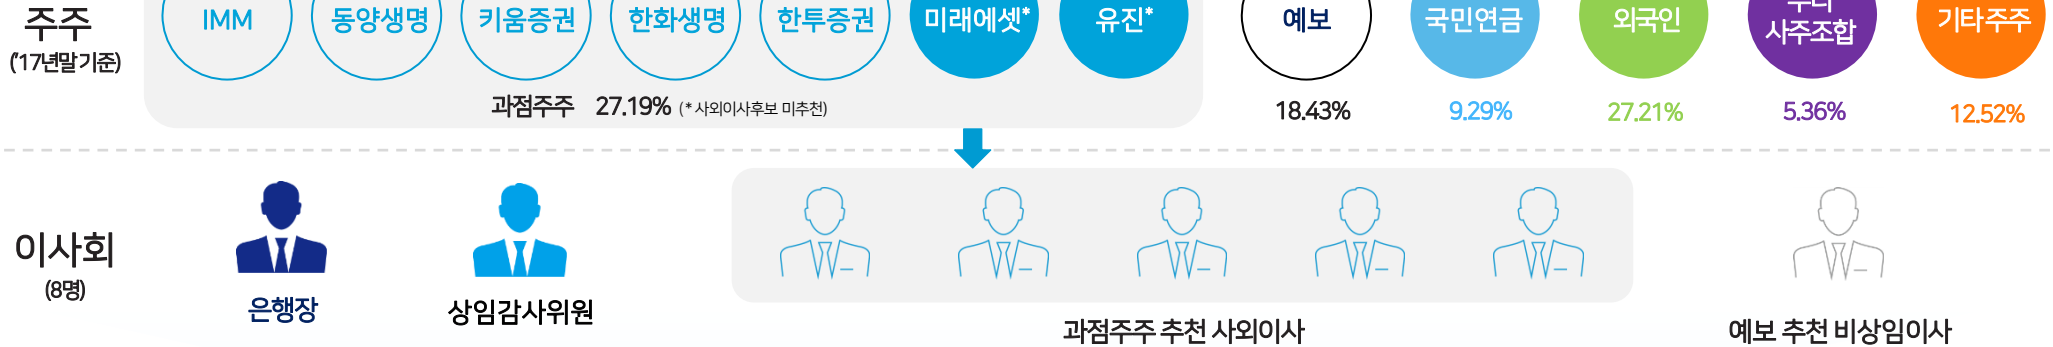 주주
('17년말 기준)
IMM
동양생명
키움증권
한화생명
한투증권
미래에셋*
유진*
과점주주 27.19% (* 사외이사후보 미추천)
예보
18.43%
국민연금
9.29%
외국인
27.21%
사주조합
5.36%
기타주주
12.52%
이사회
(8명)
은행장
상임감사위원
과점주주 추천 사외이사
예보 추천 비상임이사